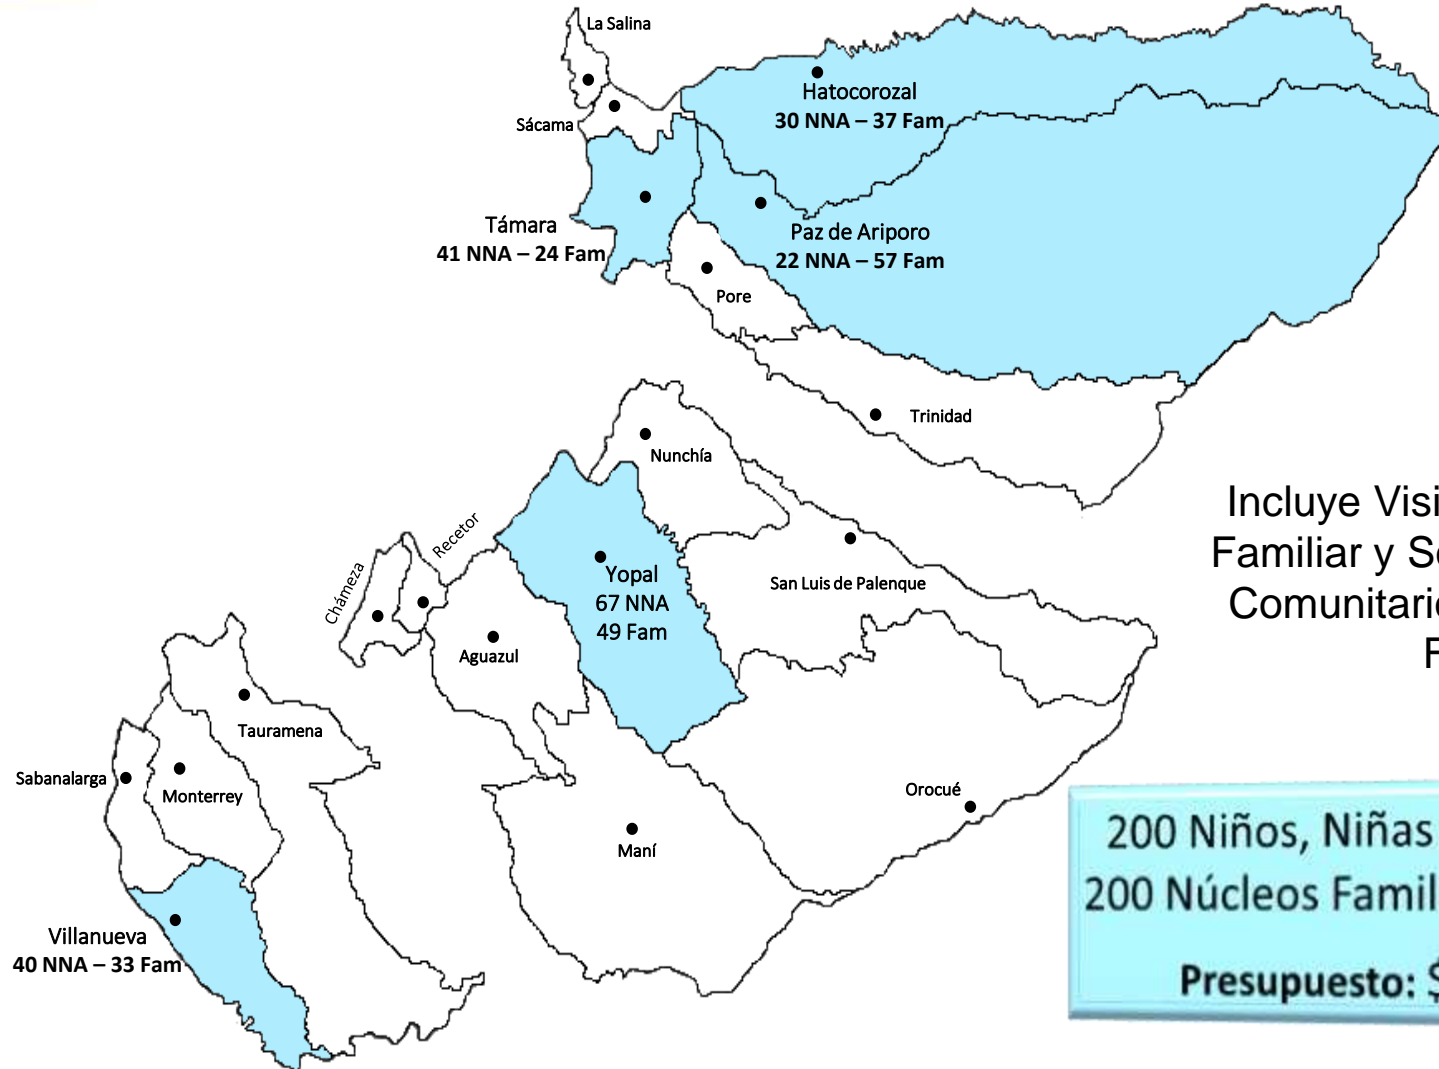 La Salina
Hatocorozal
30 NNA – 37 Fam
Sácama
Támara
41 NNA – 24 Fam
Paz de Ariporo
22 NNA – 57 Fam
Pore
Trinidad
Nunchía
Recetor
Chámeza
Yopal
67 NNA
49 Fam
San Luis de Palenque
Aguazul
Tauramena
Sabanalarga
Monterrey
Orocué
Maní
Villanueva
40 NNA – 33 Fam
Incluye
Familiar y
200 Niños, Niñas
200 Núcleos
Presupuesto: $